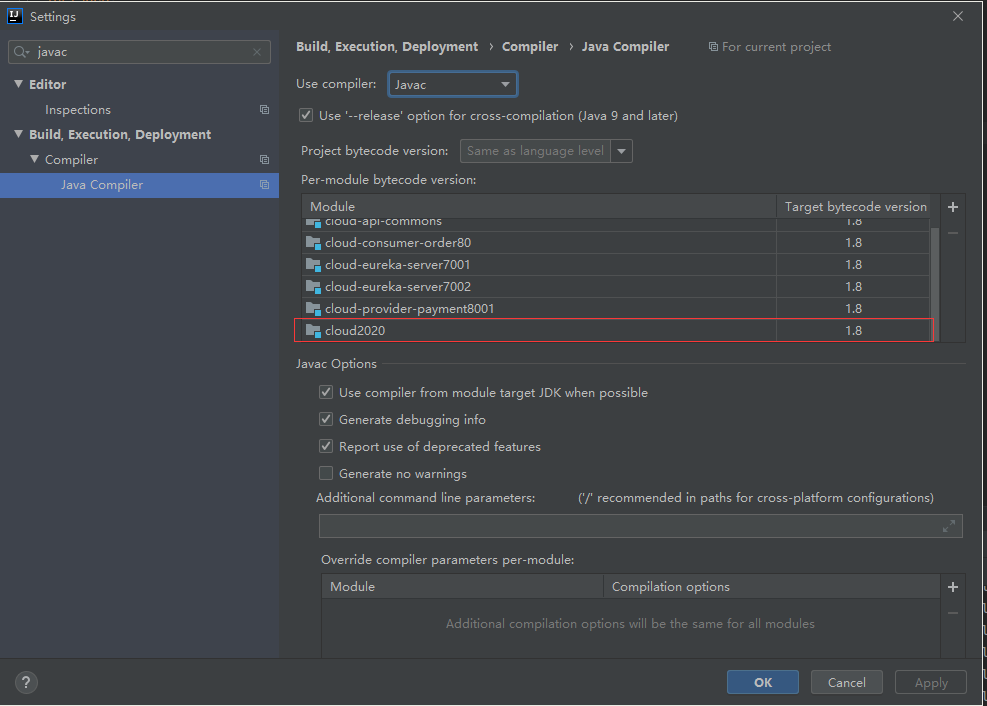 Settings
javac
Editor
Inspections
Build, Execution, Deployment
Compiler
Java Compiler
Build, Execution, Deployment › Compiler › Java Compiler For current project
Use compiler: Javac
Use '--release' option for cross-compilation (Java 9 and later)
Project bytecode version: Same as language level
Per-module bytecode version:
Module Target bytecode version
cloud-api-commons 1.8
cloud-consumer-order80 1.8
cloud-eureka-server7001 1.8
cloud-eureka-server7002 1.8
cloud-provider-payment8001 1.8
cloud2020 1.8
Javac Options
Use compiler from module target JDK when possible
Generate debugging info
Report use of deprecated features
Generate no warnings
Additional command line parameters: ('/' recommended in paths for cross-platform configurations)
Override compiler parameters per-module:
Module Compilation options
Additional compilation options will be the same for all modules
? OK Cancel Apply